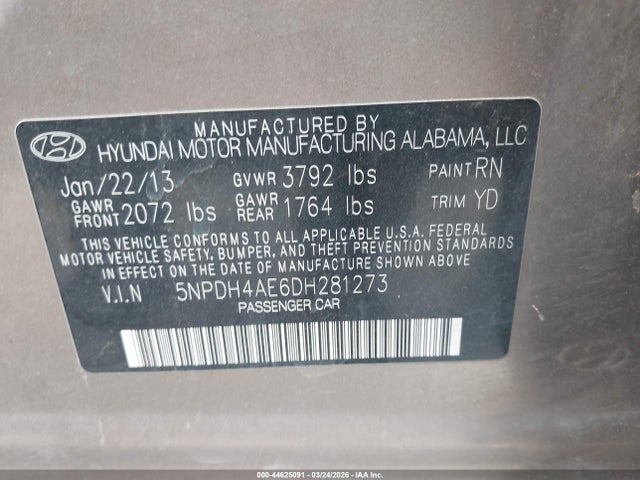 MANUFACTURED BY
HYUNDAI MOTOR MANUFACTURING ALABAMA, LLC
Jan/22/13 GVWR 3792 lbs PAINT RN
GAWR FRONT 2072 lbs GAWR REAR 1764 lbs TRIM YD
THIS VEHICLE CONFORMS TO ALL APPLICABLE U.S.A. FEDERAL
MOTOR VEHICLE SAFETY, BUMPER, AND THEFT PREVENTION STANDARDS
IN EFFECT ON THE DATE OF MANUFACTURE SHOWN ABOVE.
V.I.N 5NPDH4AE6DH281273
PASSENGER CAR
000-44625091 - 03/24/2026 - IAA, Inc.